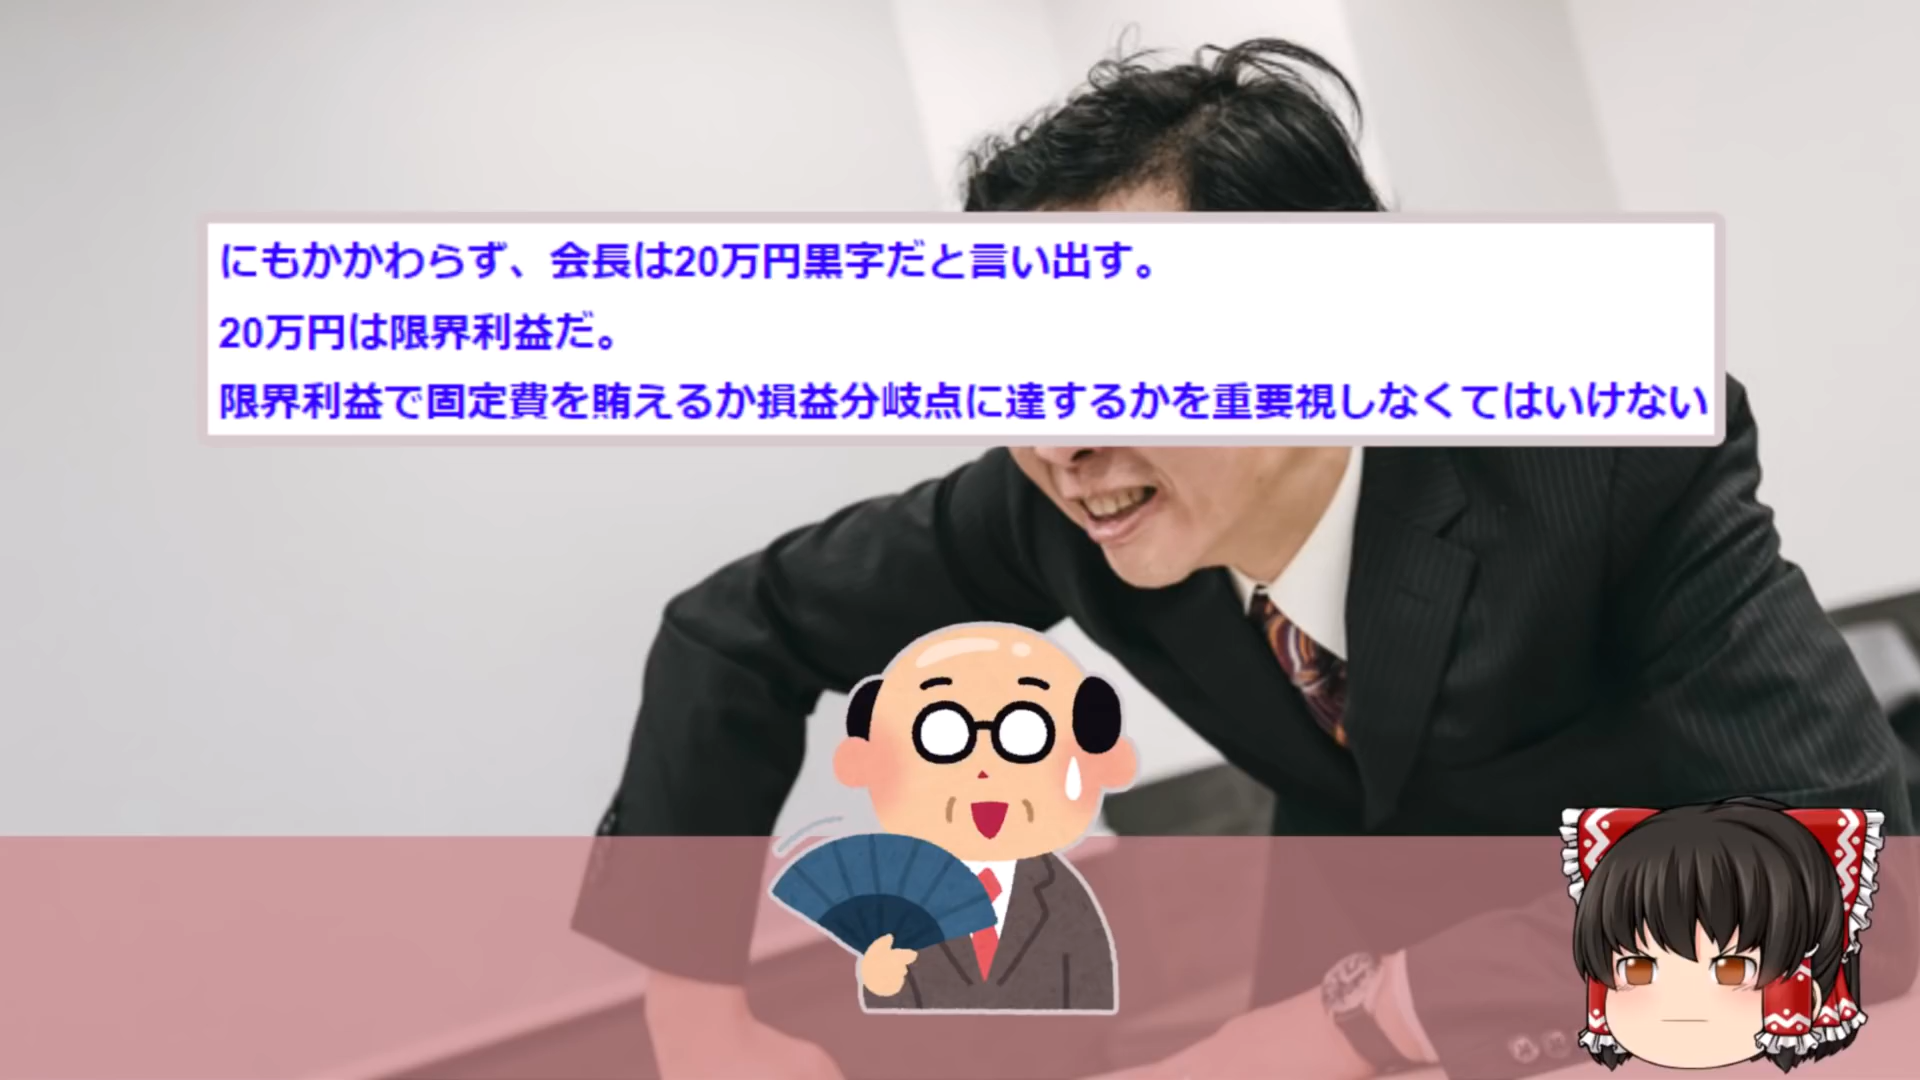 にもかかわらず、会長は20万円黒字だと言い出す。
20万円は限界利益だ。
限界利益で固定費を賄えるか損益分岐点に達するかを重要視しなくてはいけない